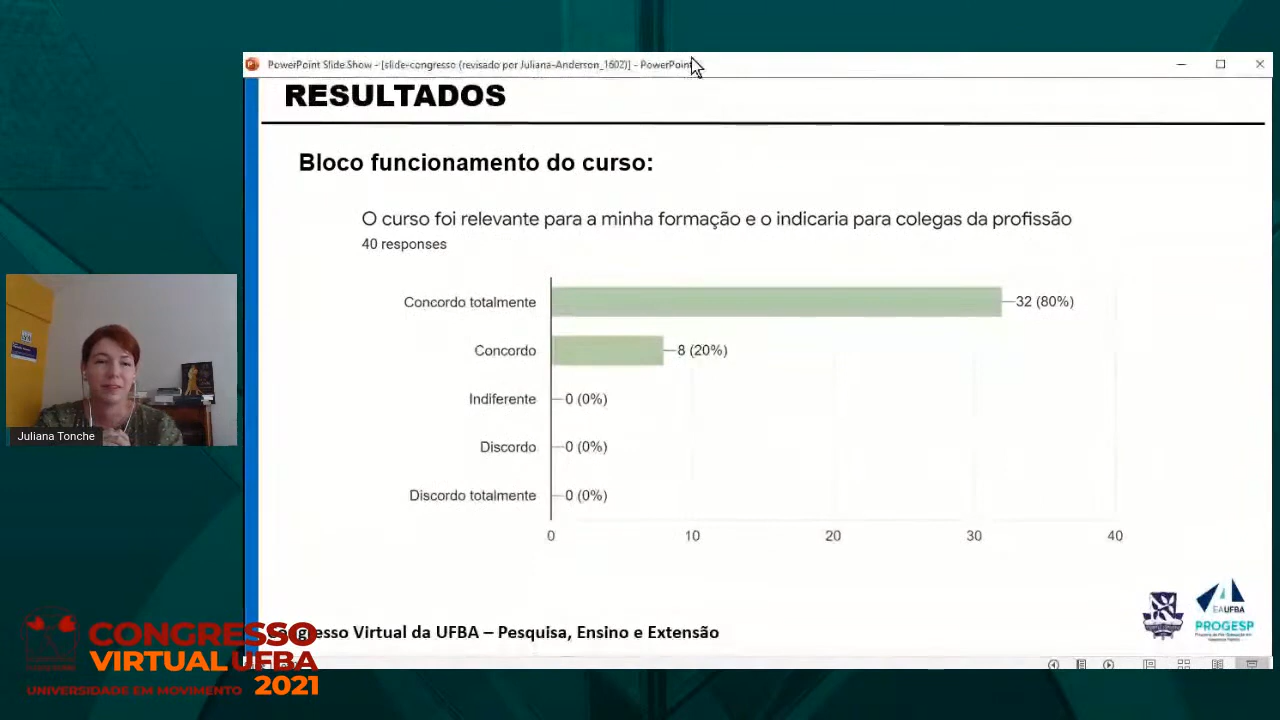 PowerPoint Slide Show - [slide-congresso (revisado por Juliana-Anderson_1602)] - PowerPoint
RESULTADOS
Bloco funcionamento do curso:
O curso foi relevante para a minha formação e o indicaria para colegas da profissão
40 responses
Concordo totalmente 32 (80%)
Concordo 8 (20%)
Indiferente 0 (0%)
Discordo 0 (0%)
Discordo totalmente 0 (0%)
0 10 20 30 40
Juliana Tonche
EAUFBA
PROGESP
Congresso Virtual da UFBA – Pesquisa, Ensino e Extensão
CONGRESSO
VIRTUAL UFBA
UNIVERSIDADE EM MOVIMENTO 2021